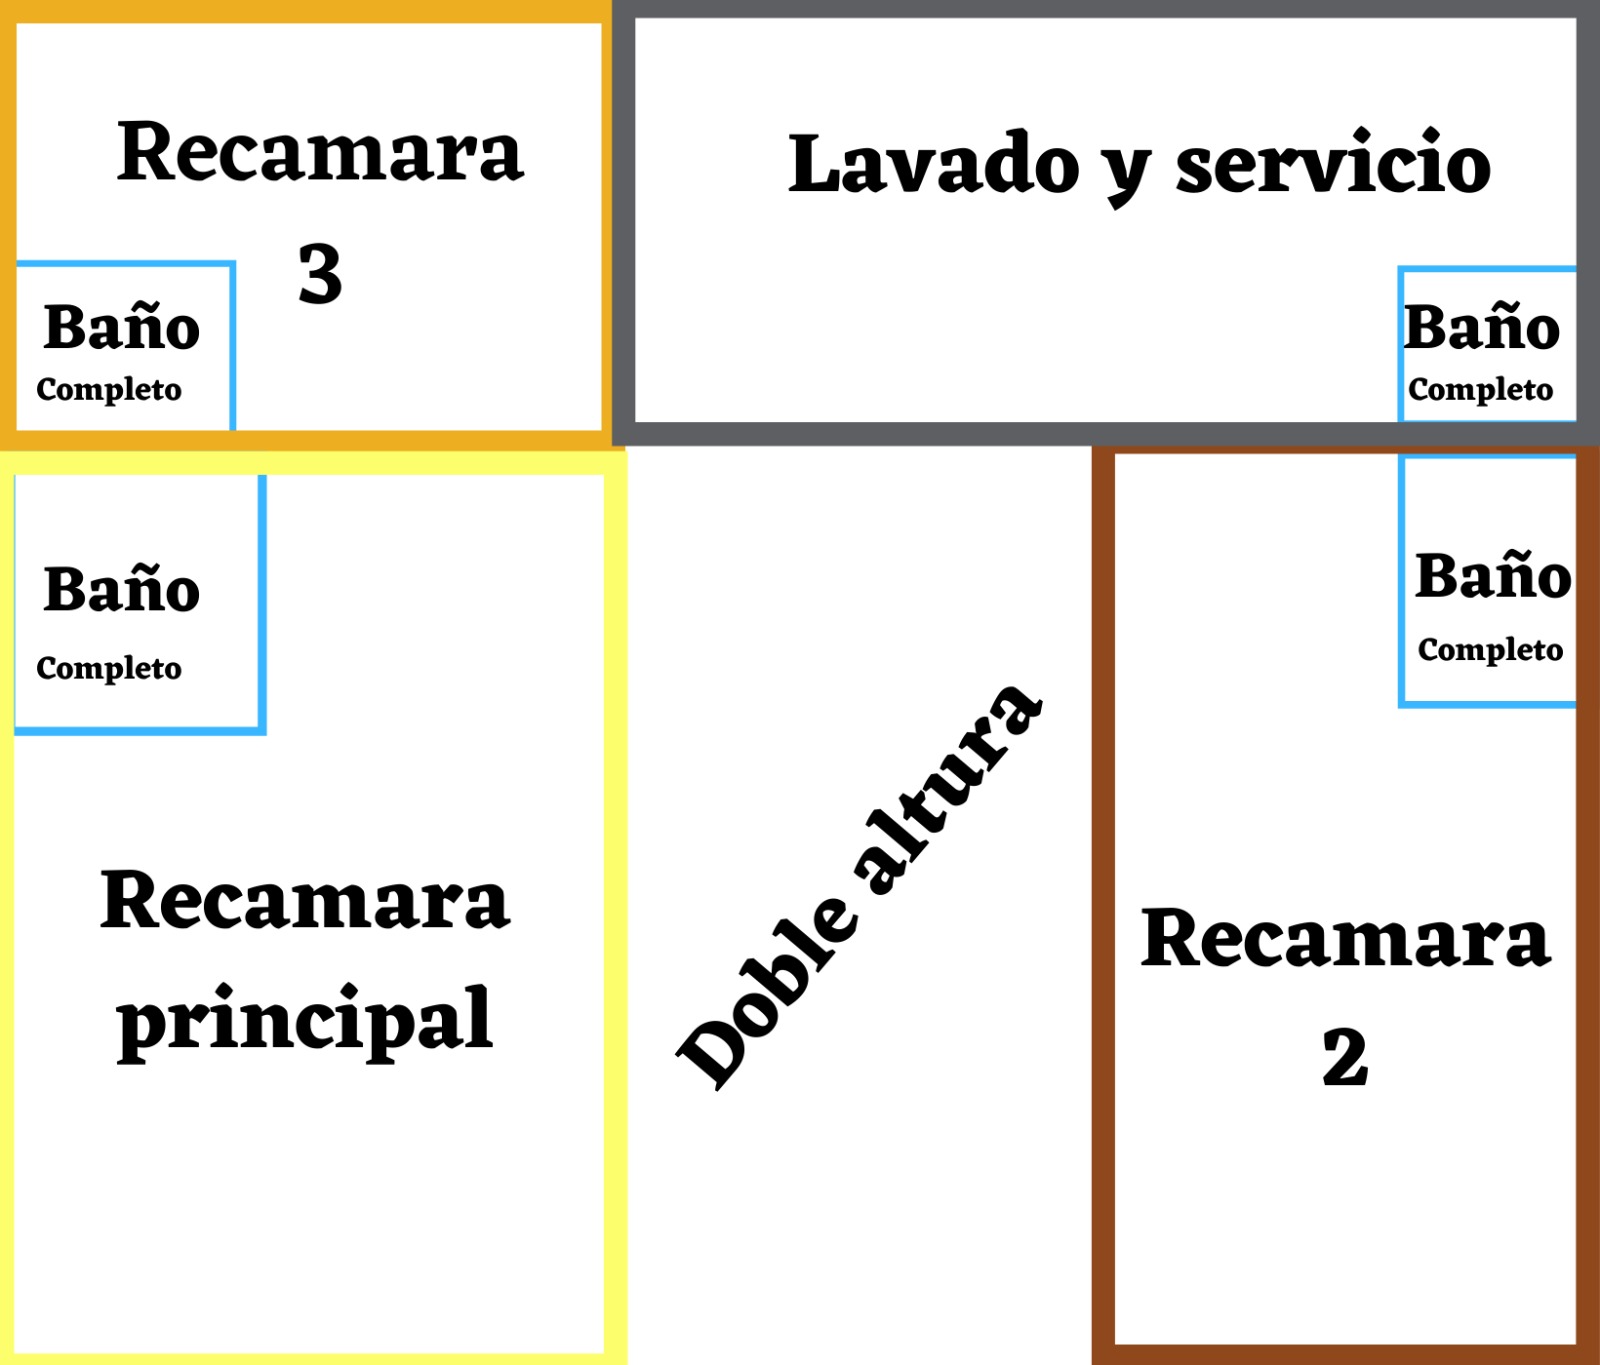 Recamara
3
Baño
Completo
Lavado y servicio
Baño
Completo
Baño
Completo
Recamara
principal
Doble altura
Baño
Completo
Recamara
2